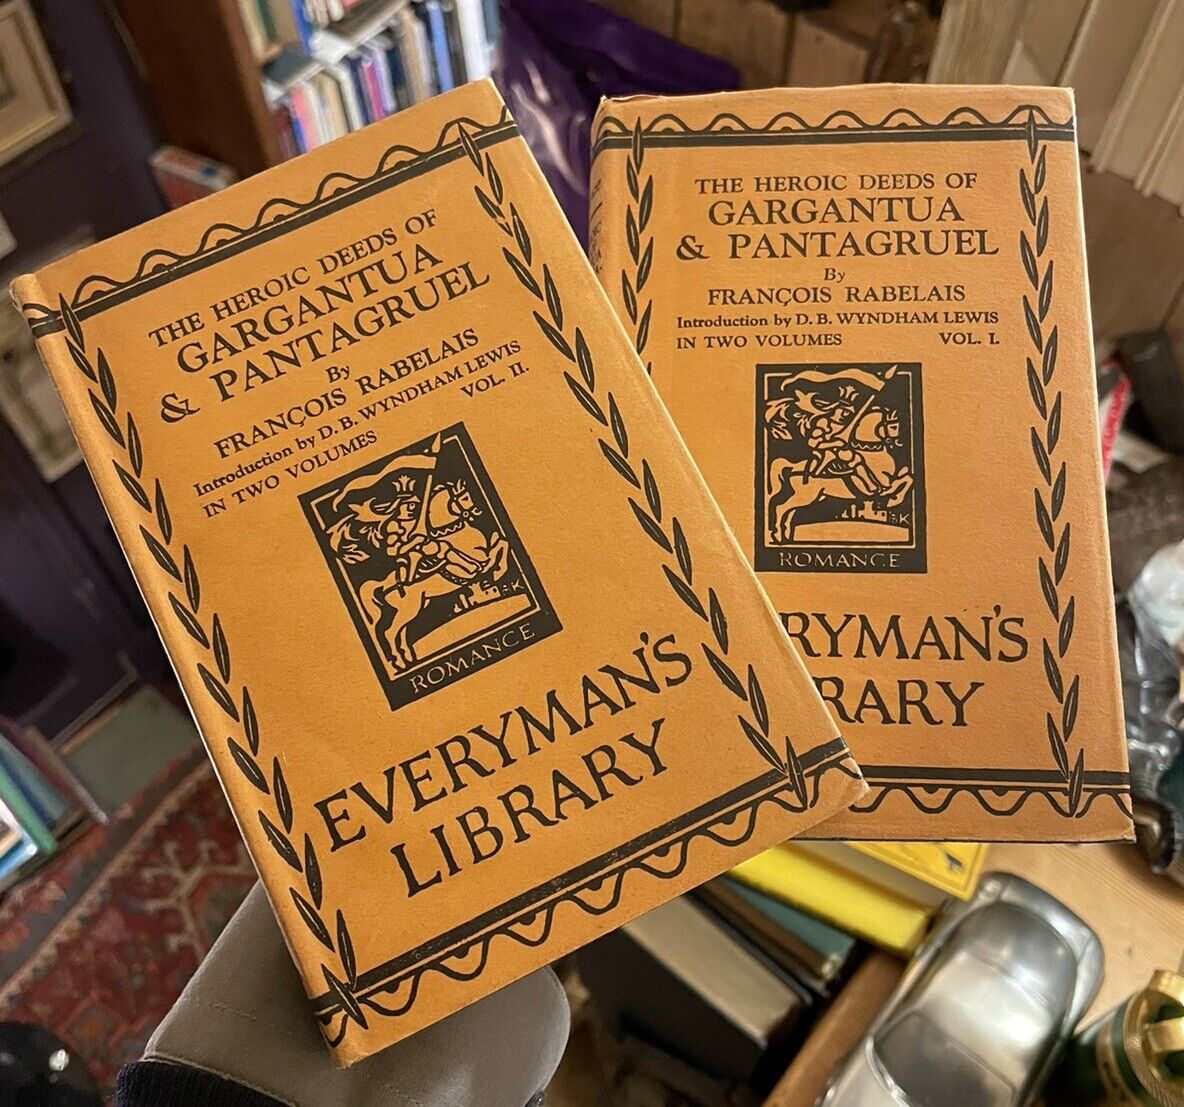 THE HEROIC DEEDS OF
GARGANTUA
& PANTAGRUEL
By
FRANÇOIS RABELAIS
Introduction by D. B. WYNDHAM LEWIS
IN TWO VOLUMES VOL. II.
ROMANCE
EVERYMAN'S
LIBRARY
THE HEROIC DEEDS OF
GARGANTUA
& PANTAGRUEL
By
FRANÇOIS RABELAIS
Introduction by D. B. WYNDHAM LEWIS
IN TWO VOLUMES VOL. I.
K
ROMANCE
RYMAN'S
RARY